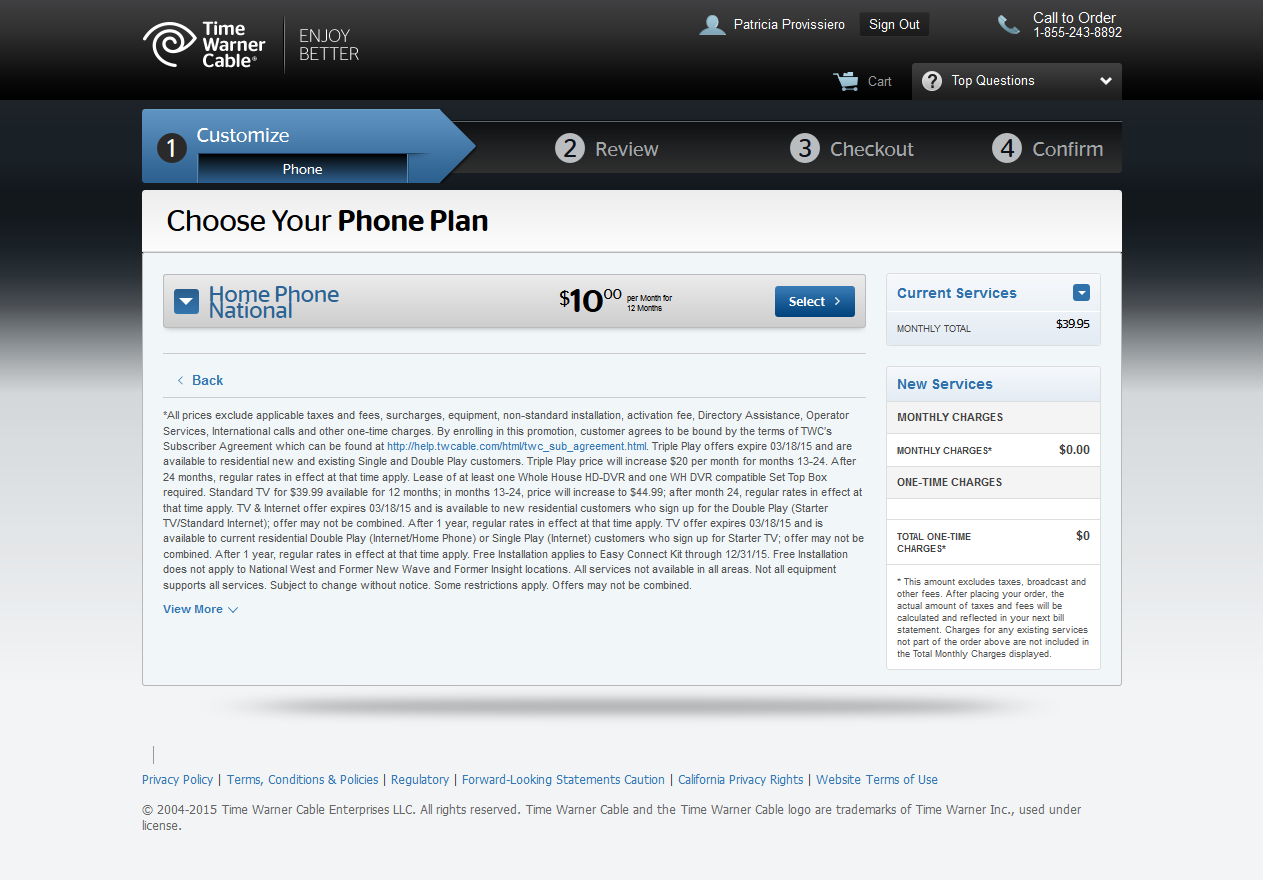 Time
Warner
Cable®
ENJOY
BETTER
Patricia Provissiero
Sign Out
Call to Order
1-855-243-8892
Cart
? Top Questions
1 Customize
Phone
2 Review
3 Checkout
4 Confirm
Choose Your Phone Plan
Home Phone
National
$10 00 per Month for
12 Months
Select >
< Back
*All prices exclude applicable taxes and fees, surcharges, equipment, non-standard installation, activation fee, Directory Assistance, Operator
Services, International calls and other one-time charges. By enrolling in this promotion, customer agrees to be bound by the terms of TWC's
Subscriber Agreement which can be found at http://help.twcable.com/html/twc_sub_agreement.html. Triple Play offers expire 03/18/15 and are
available to residential new and existing Single and Double Play customers. Triple Play price will increase $20 per month for months 13-24. After
24 months, regular rates in effect at that time apply. Lease of at least one Whole House HD-DVR and one WH DVR compatible Set Top Box
required. Standard TV for $39.99 available for 12 months; in months 13-24, price will increase to $44.99; after month 24, regular rates in effect at
that time apply. TV & Internet offer expires 03/18/15 and is available to new residential customers who sign up for the Double Play (Starter
TV/Standard Internet); offer may not be combined. After 1 year, regular rates in effect at that time apply. TV offer expires 03/18/15 and is
available to current residential Double Play (Internet/Home Phone) or Single Play (Internet) customers who sign up for Starter TV; offer may not be
combined. After 1 year, regular rates in effect at that time apply. Free Installation applies to Easy Connect Kit through 12/31/15. Free Installation
does not apply to National West and Former New Wave and Former Insight locations. All services not available in all areas. Not all equipment
supports all services. Subject to change without notice. Some restrictions apply. Offers may not be combined.
View More
Current Services
MONTHLY TOTAL $39.95
New Services
MONTHLY CHARGES
MONTHLY CHARGES* $0.00
ONE-TIME CHARGES
TOTAL ONE-TIME
CHARGES* $0
* This amount excludes taxes, broadcast and
other fees. After placing your order, the
actual amount of taxes and fees will be
calculated and reflected in your next bill
statement. Charges for any existing services
not part of the order above are not included in
the Total Monthly Charges displayed.
Privacy Policy | Terms, Conditions & Policies | Regulatory | Forward-Looking Statements Caution | California Privacy Rights | Website Terms of Use
© 2004-2015 Time Warner Cable Enterprises LLC. All rights reserved. Time Warner Cable and the Time Warner Cable logo are trademarks of Time Warner Inc., used under
license.